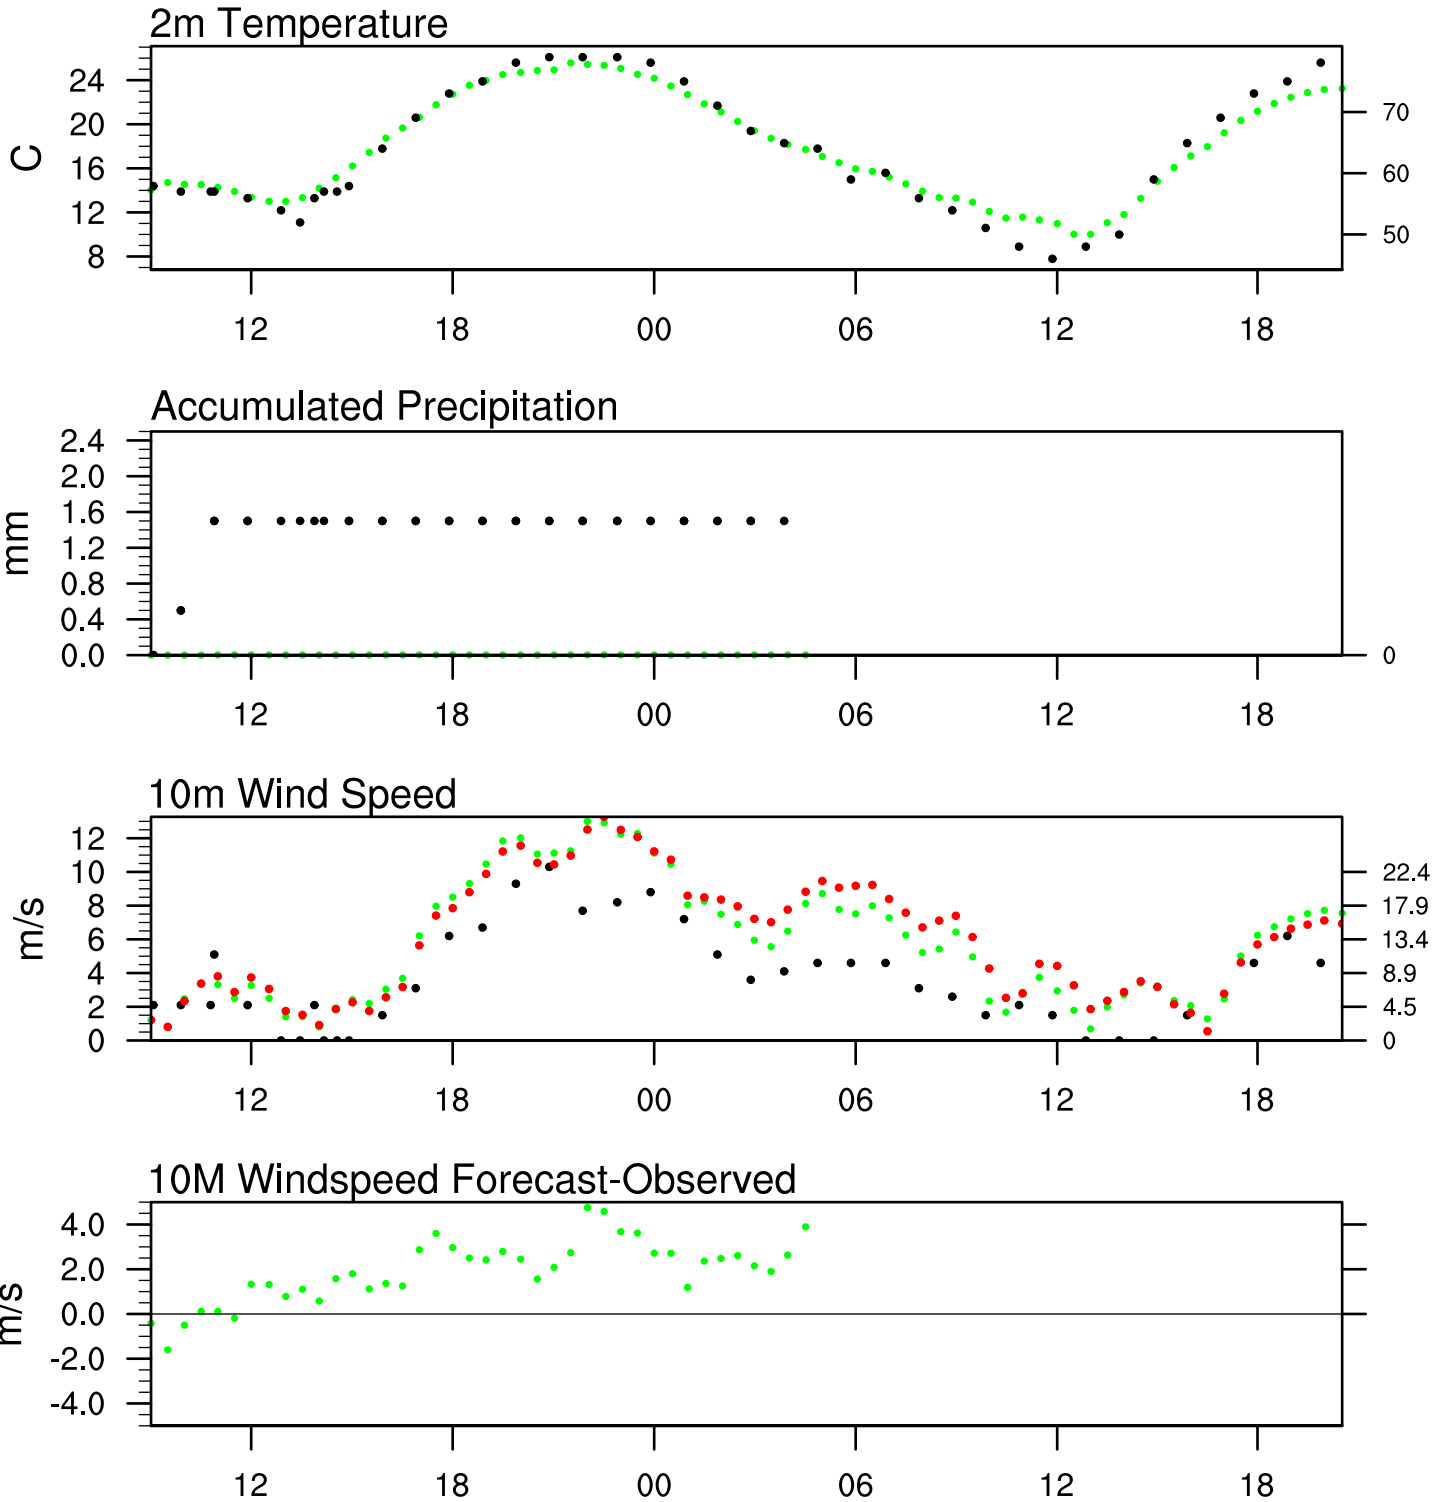 2m Temperature
24
20
16
12
8
C
70
60
50
12 18 00 06 12 18
Accumulated Precipitation
2.4
2.0
1.6
1.2
0.8
0.4
0.0
mm
0
12 18 00 06 12 18
10m Wind Speed
12
10
8
6
4
2
0
m/s
22.4
17.9
13.4
8.9
4.5
0
12 18 00 06 12 18
10M Windspeed Forecast-Observed
4.0
2.0
0.0
-2.0
-4.0
m/s
12 18 00 06 12 18